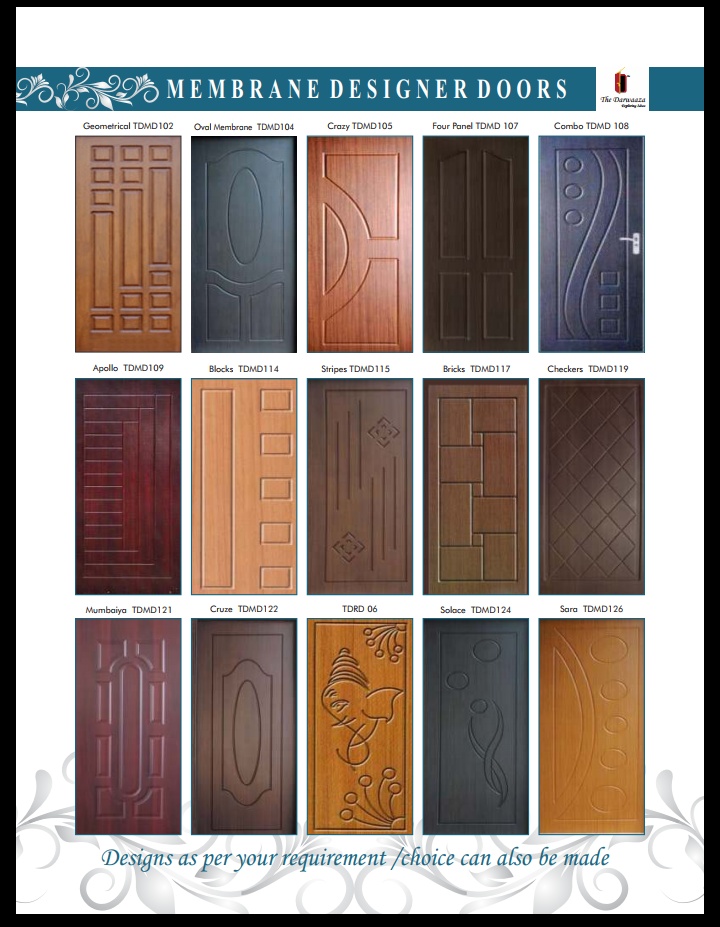 MEMBRANE DESIGNER DOORS
The Darwaaza
Exploring Ideas
Geometrical TDMD102
Oval Membrane TDMD104
Crazy TDMD105
Four Panel TDMD 107
Combo TDMD 108
Apollo TDMD109
Blocks TDMD114
Stripes TDMD115
Bricks TDMD117
Checkers TDMD119
Mumbaiya TDMD121
Cruze TDMD122
TDRD 06
Solace TDMD124
Sara TDMD126
Designs as per your requirement /choice can also be made